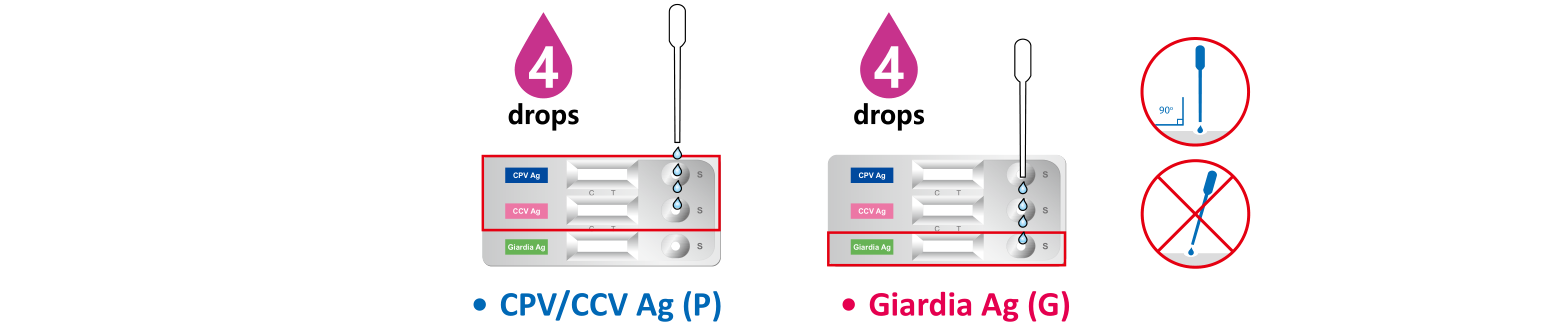 4
drops
CPV Ag
S
C T
CCV Ag
S
C T
Giardia Ag
S
• CPV/CCV Ag (P)
4
drops
CPV Ag
S
C T
CCV Ag
S
C T
Giardia Ag
S
• Giardia Ag (G)
90°